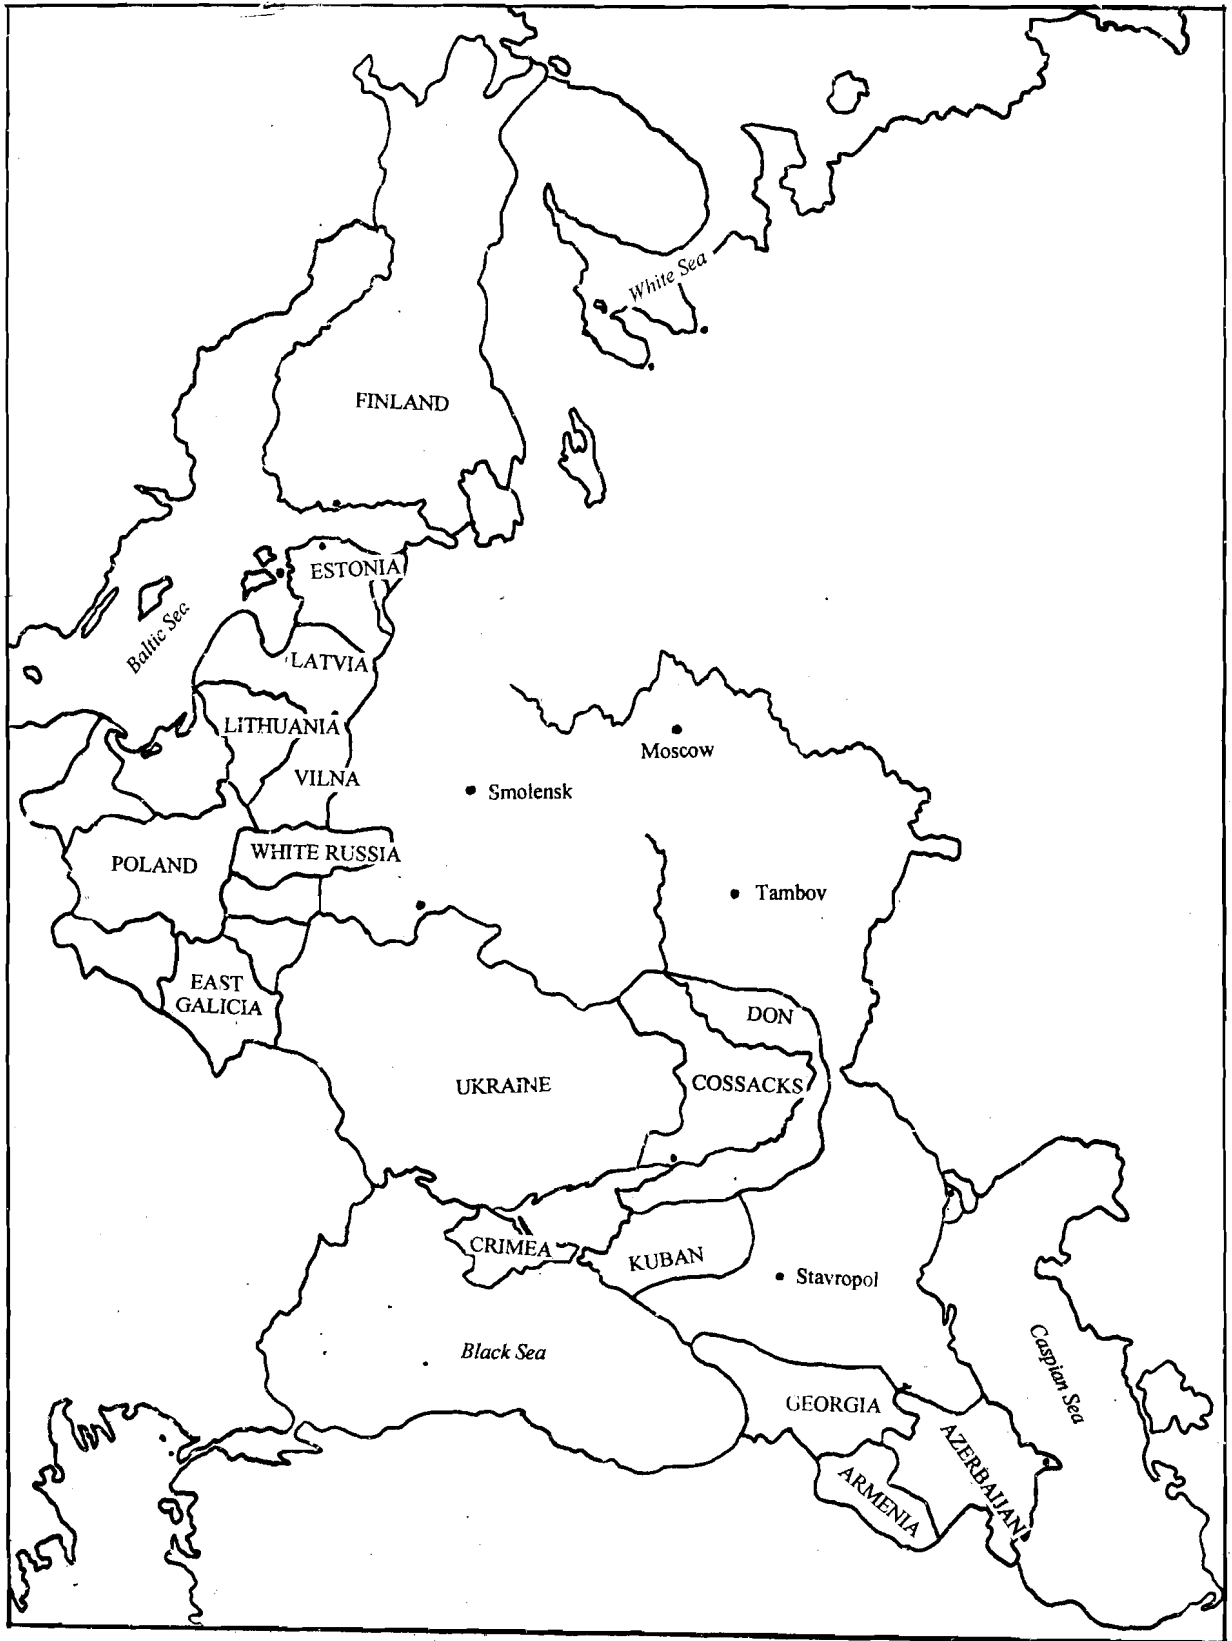 White Sea
FINLAND
ESTONIA
Baltic Sea
LATVIA
LITHUANIA
Moscow
VILNA
Smolensk
WHITE RUSSIA
POLAND
Tambov
EAST
GALICIA
DON
UKRAINE
COSSACKS
CRIMEA
KUBAN
Stavropol
Black Sea
Caspian Sea
GEORGIA
AZERBAIJAN
ARMENIA